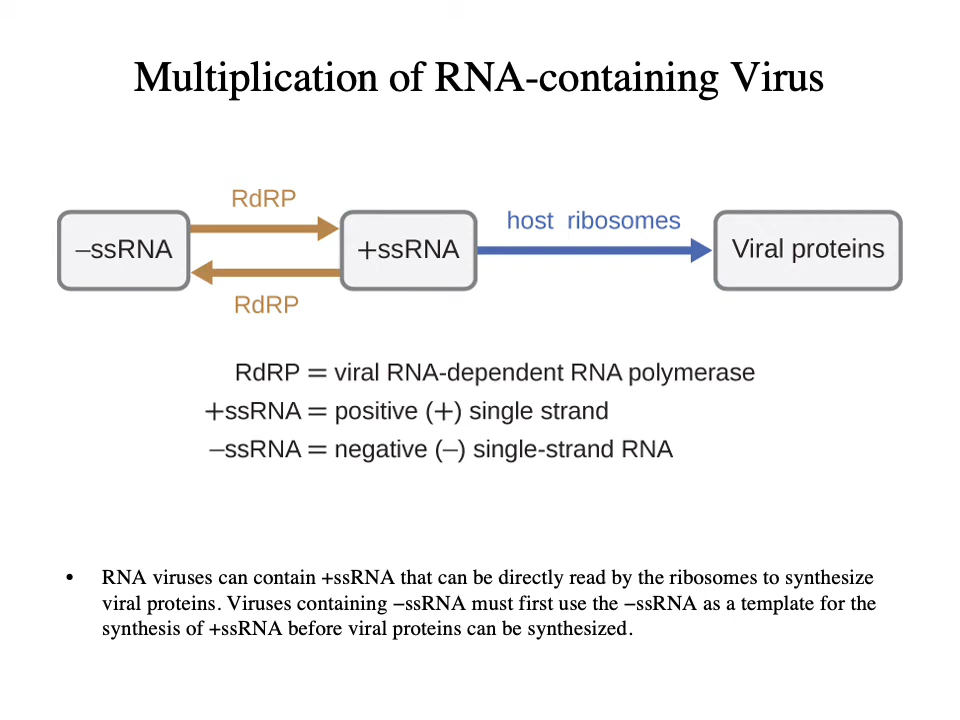 Multiplication of RNA-containing Virus
RdRP
host ribosomes
−ssRNA
+ssRNA
Viral proteins
RdRP
RdRP = viral RNA-dependent RNA polymerase
+ssRNA = positive (+) single strand
−ssRNA = negative (−) single-strand RNA
• RNA viruses can contain +ssRNA that can be directly read by the ribosomes to synthesize
viral proteins. Viruses containing −ssRNA must first use the −ssRNA as a template for the
synthesis of +ssRNA before viral proteins can be synthesized.